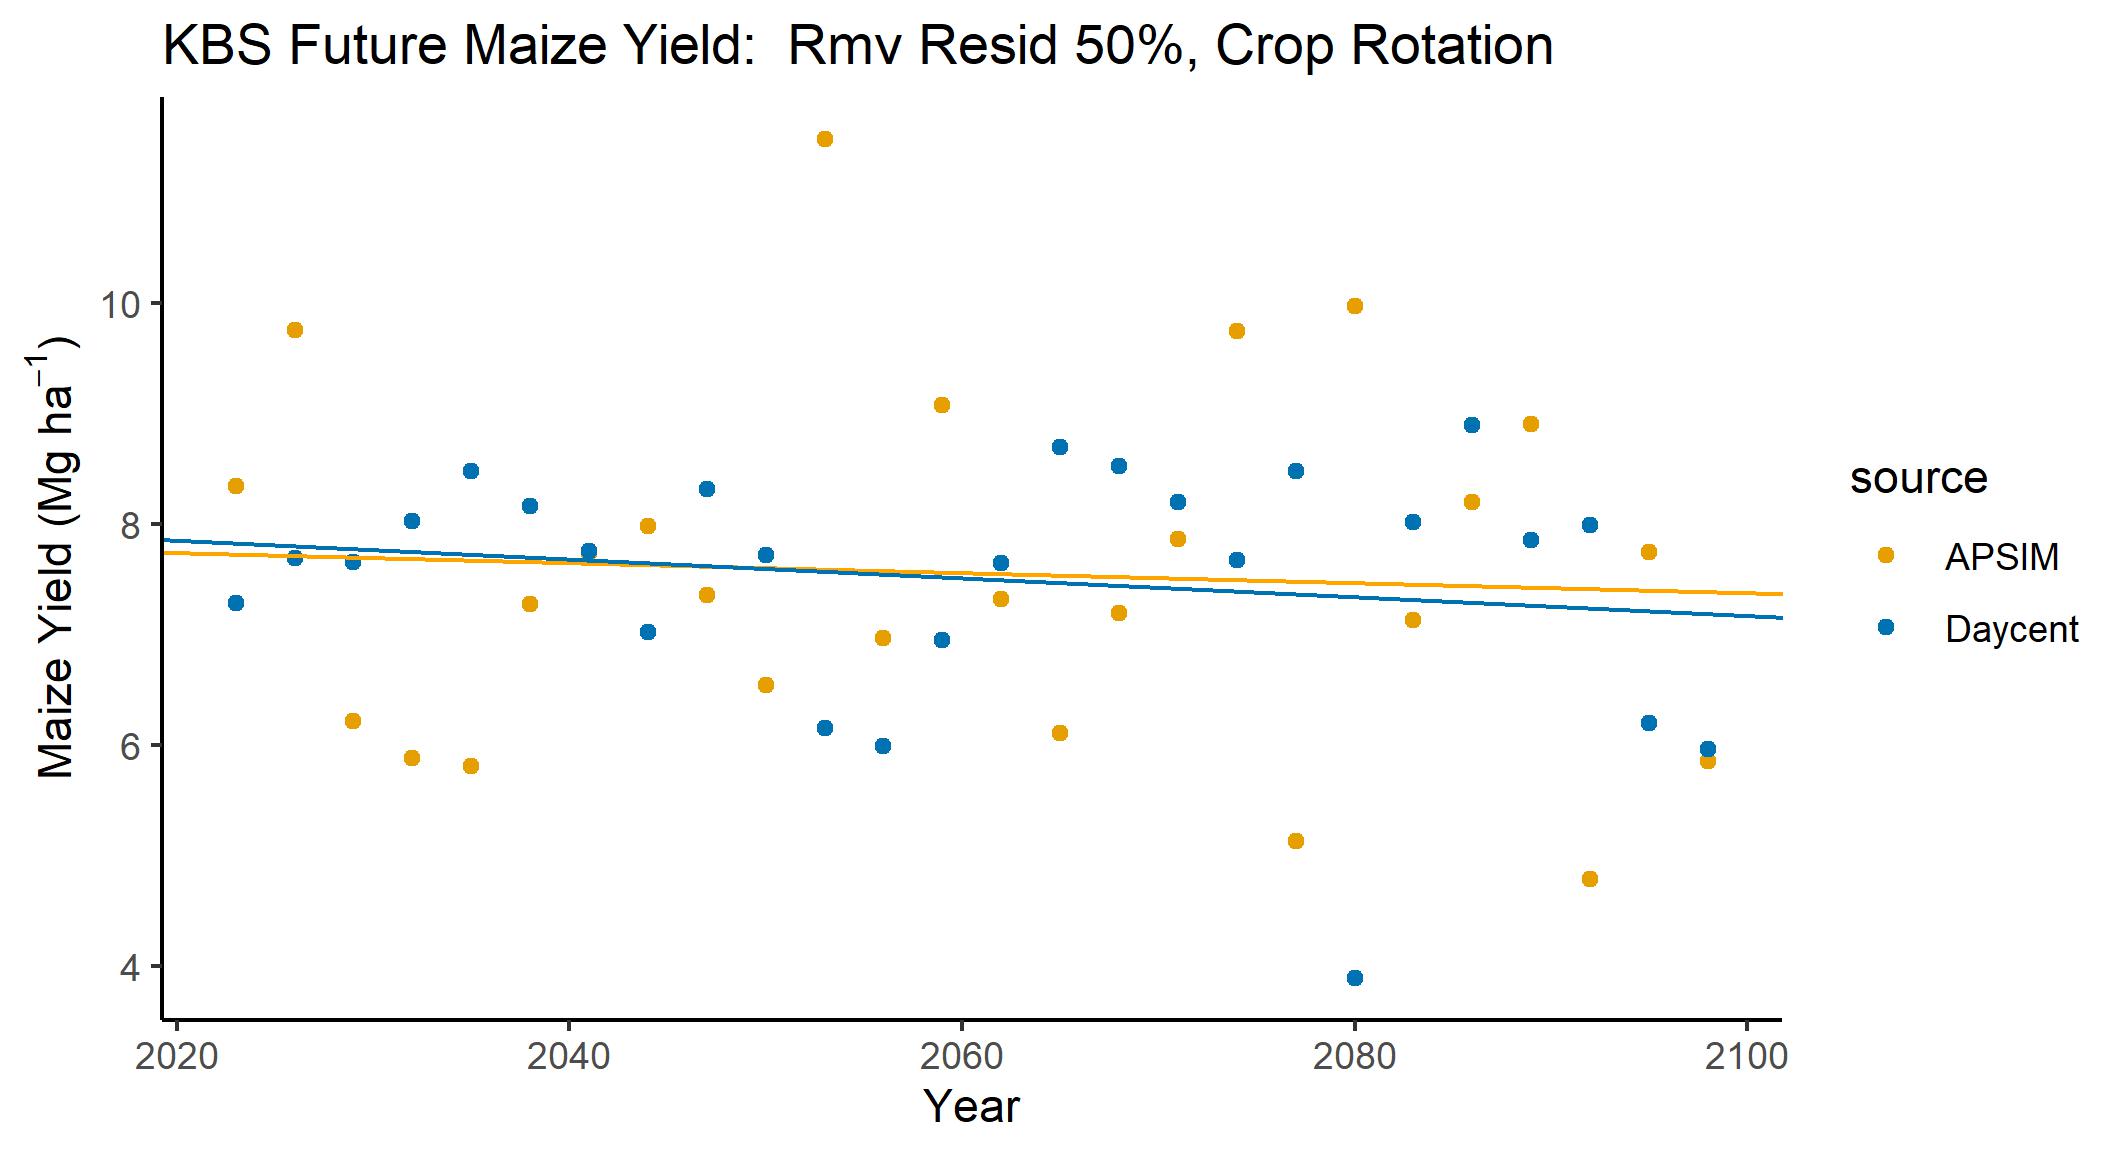 KBS Future Maize Yield:  Rmv Resid 50%, Crop Rotation
Maize Yield (Mg ha⁻¹)
10
8
6
4
2020 2040 2060 2080 2100
Year
source
APSIM
Daycent